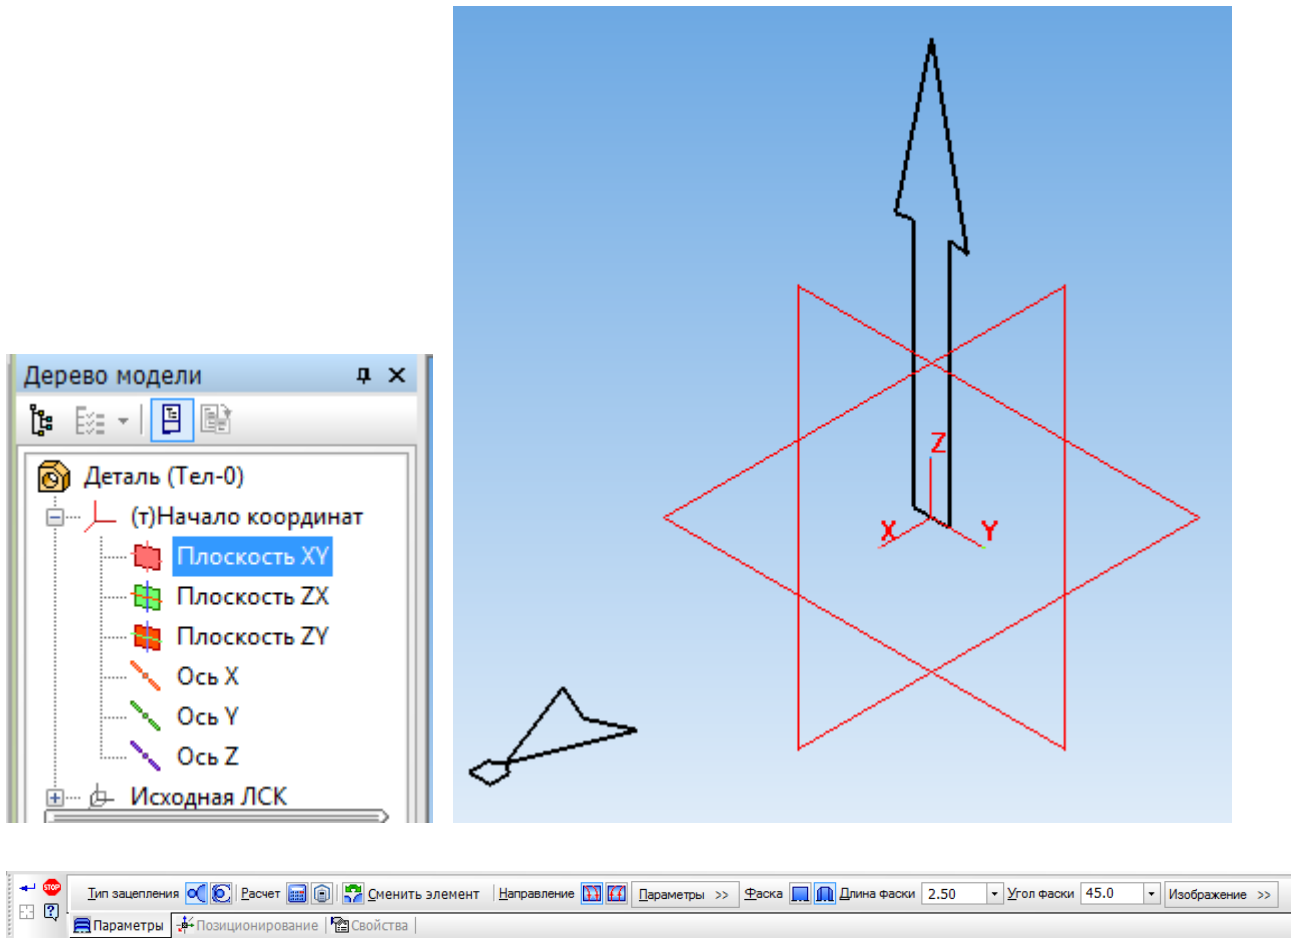 Дерево модели
Деталь (Тел-0)
(т)Начало координат
Плоскость XY
Плоскость ZX
Плоскость ZY
Ось X
Ось Y
Ось Z
Исходная ЛСК
Z
X Y
STOP Тип зацепления Расчет Сменить элемент Направление Параметры >> Фаска Длина фаски 2.50 Угол фаски 45.0 Изображение >>
Параметры Позиционирование Свойства